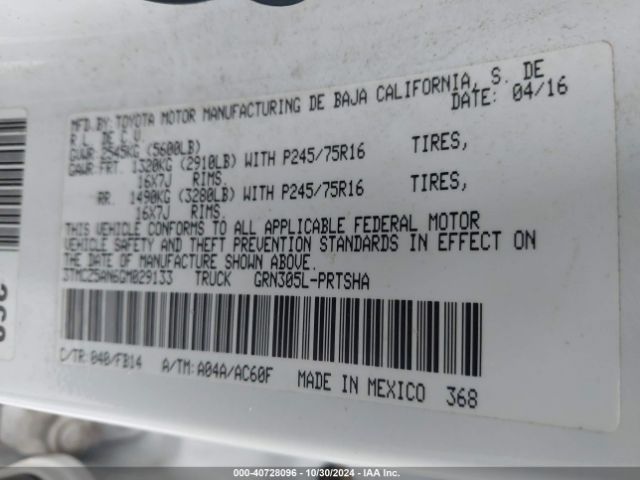 MFD.BY:TOYOTA MOTOR MANUFACTURING DE BAJA CALIFORNIA, S. DE
R L DE C V DATE: 04/16
GVWR 2545KG (5600LB)
GAWR FRT. 1320KG (2910LB) WITH P245/75R16 TIRES,
16X7J RIMS.
RR. 1490KG (3280LB) WITH P245/75R16 TIRES,
16X7J RIMS.
THIS VEHICLE CONFORMS TO ALL APPLICABLE FEDERAL MOTOR
VEHICLE SAFETY AND THEFT PREVENTION STANDARDS IN EFFECT ON
THE DATE OF MANUFACTURE SHOWN ABOVE.
3TMCZ5AN6GM029133 TRUCK GRN305L-PRTSHA
C/TR: 040/FB14 A/TM: A04A/AC60F MADE IN MEXICO 368
000-40728096 - 10/30/2024 - IAA Inc.